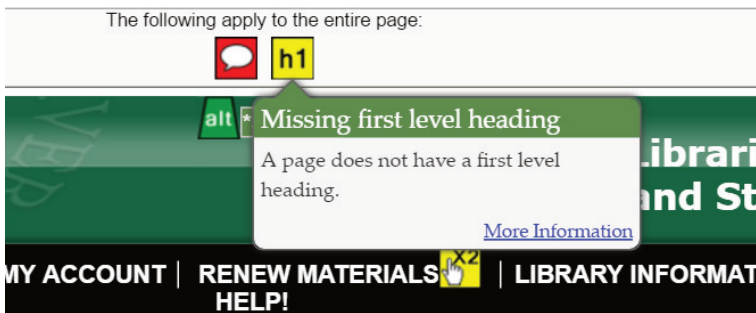 The following apply to the entire page:
h1
alt *
Missing first level heading
A page does not have a first level
heading.
More Information
ibrari
and St
MY ACCOUNT | RENEW MATERIALS X2 | LIBRARY INFORMAT
HELP!